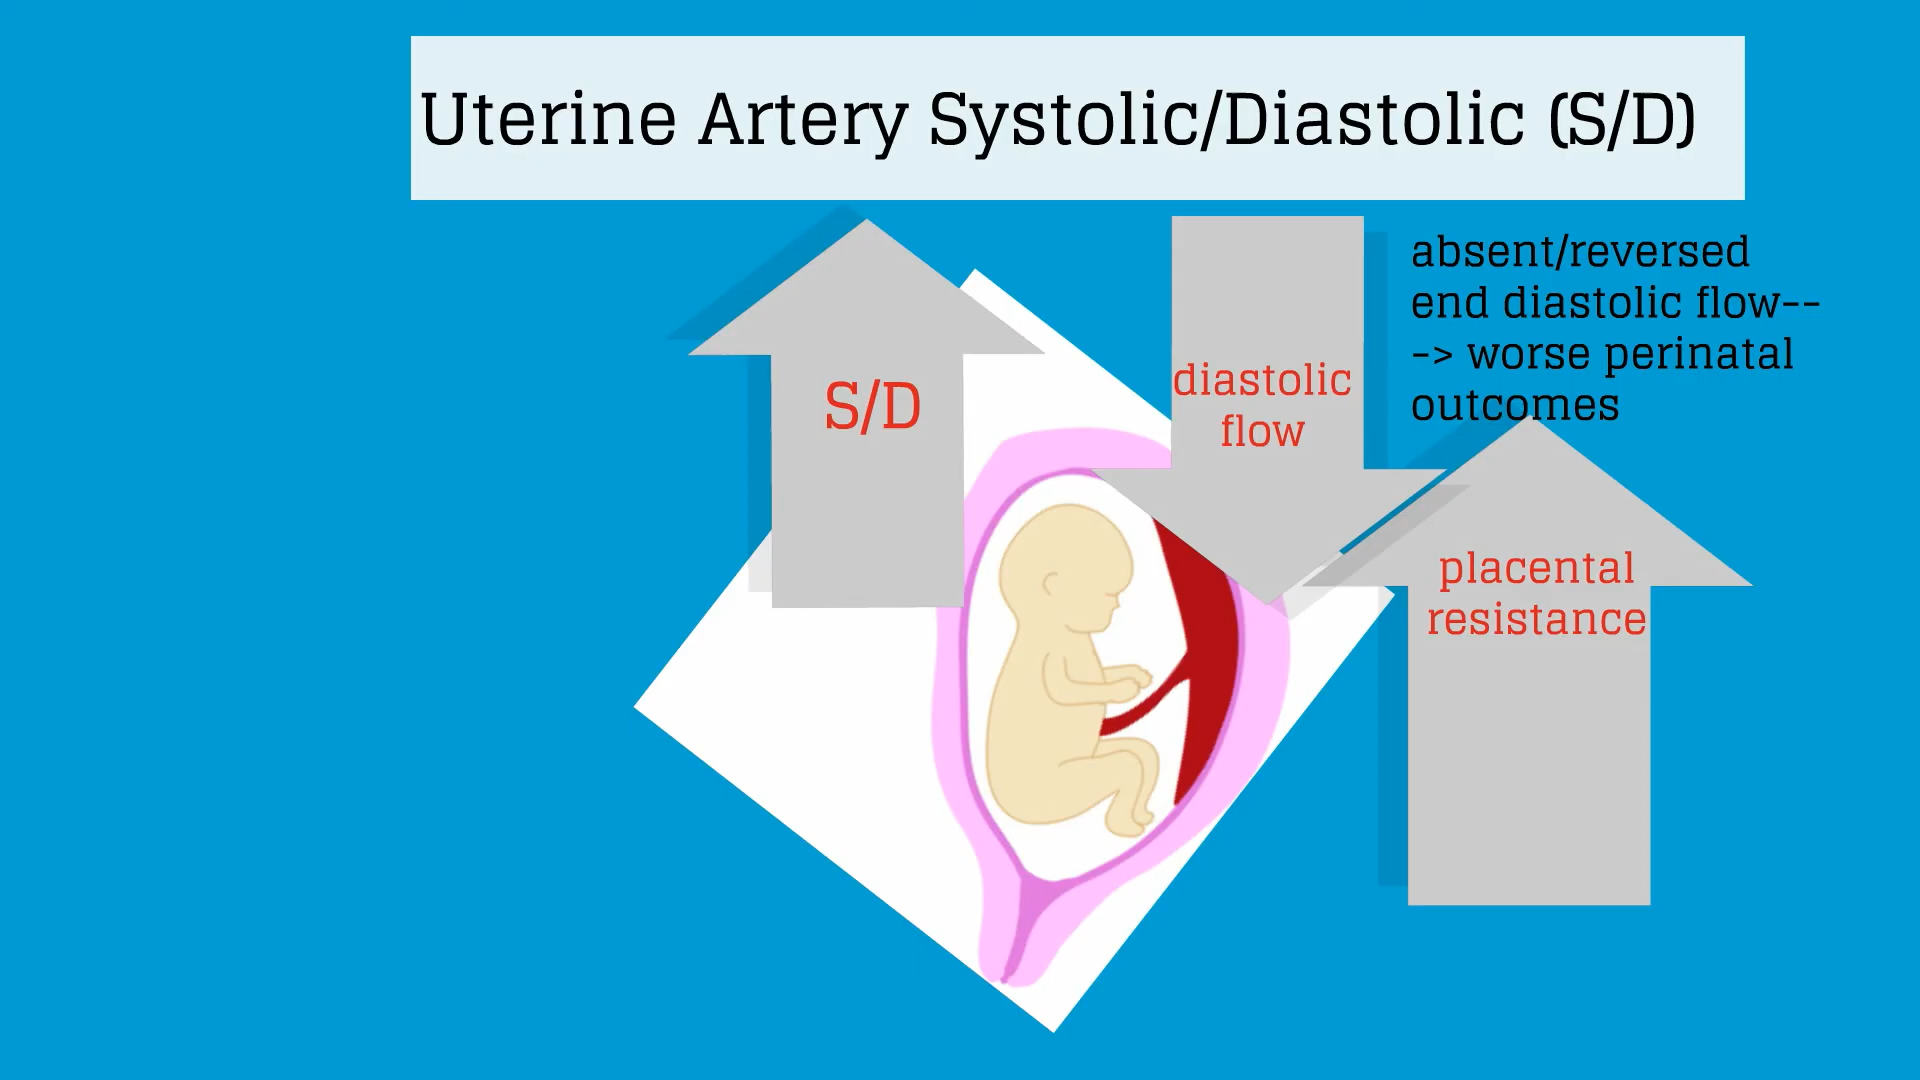 Uterine Artery Systolic/Diastolic (S/D)
S/D
diastolic
flow
absent/reversed
end diastolic flow--
-> worse perinatal
outcomes
placental
resistance